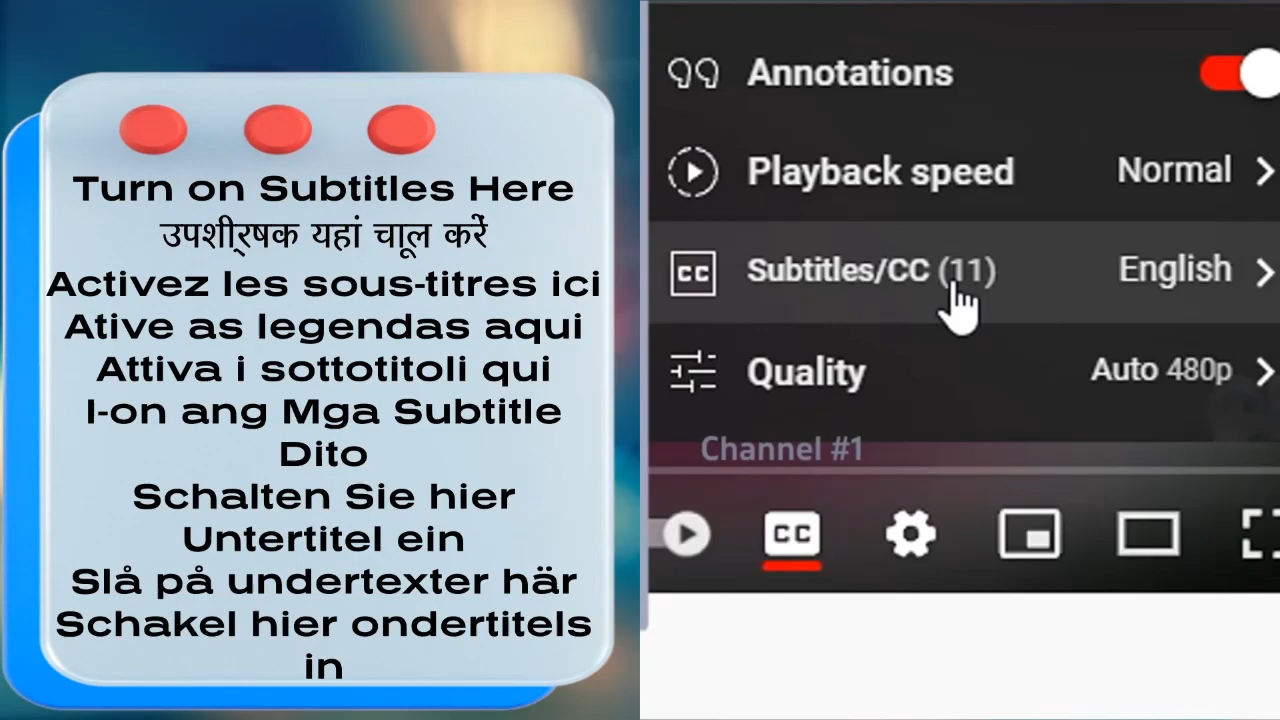 Turn on Subtitles Here
उपशीर्षक यहां चालू करें
Activez les sous-titres ici
Ative as legendas aqui
Attiva i sottotitoli qui
I-on ang Mga Subtitle
Dito
Schalten Sie hier
Untertitel ein
Slå på undertexter här
Schakel hier ondertitels
in
Annotations
Playback speed Normal
CC Subtitles/CC (11) English
Quality Auto 480p
Channel #1
CC